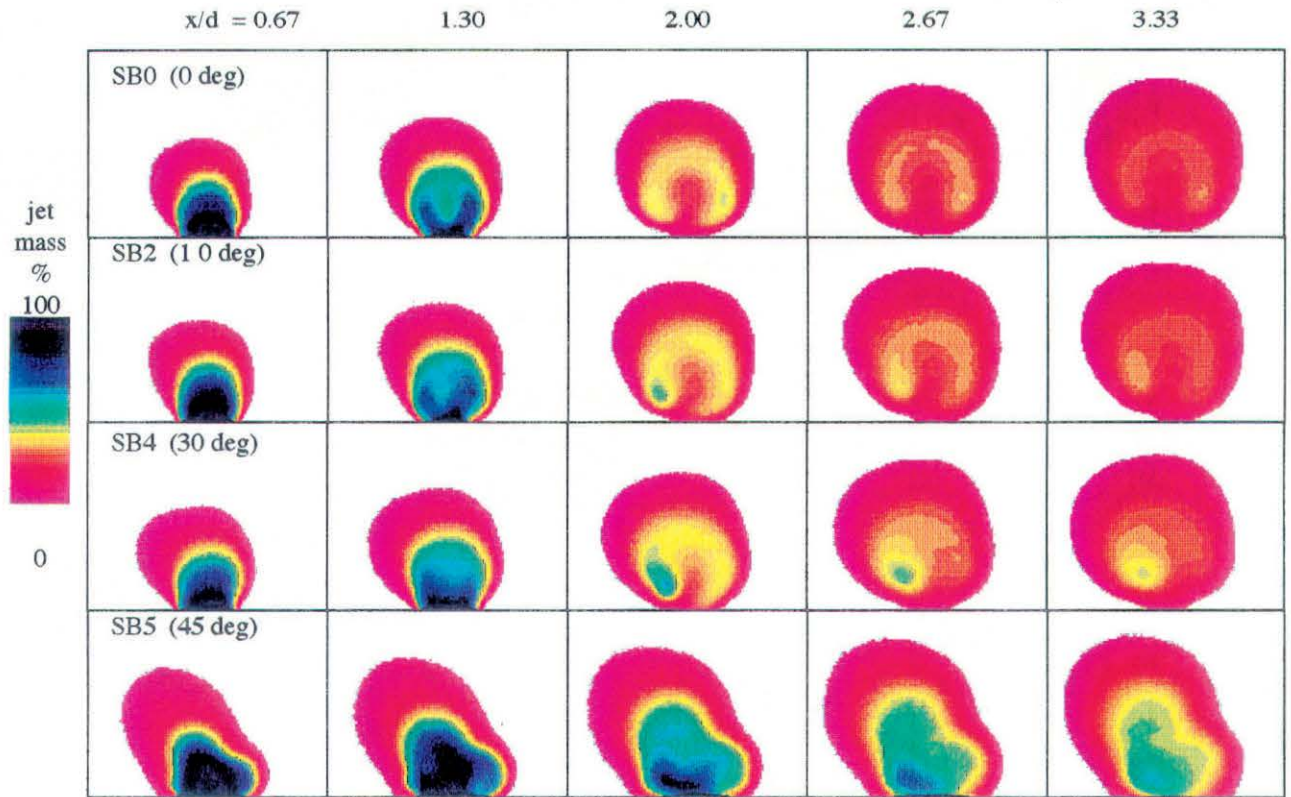 x/d = 0.67 1.30 2.00 2.67 3.33
SB0 (0 deg)
jet
mass
%
100
SB2 (1 0 deg)
SB4 (30 deg)
0
SB5 (45 deg)